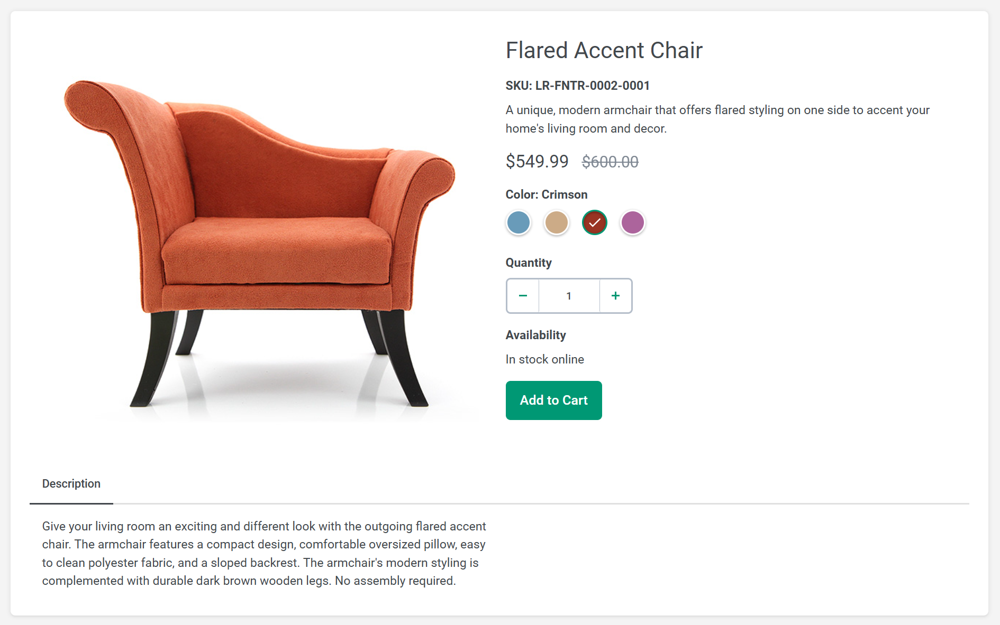 Flared Accent Chair
SKU: LR-FNTR-0002-0001
A unique, modern armchair that offers flared styling on one side to accent your
home's living room and decor.
$549.99 $600.00
Color: Crimson
Quantity
− 1 +
Availability
In stock online
Add to Cart
Description
Give your living room an exciting and different look with the outgoing flared accent
chair. The armchair features a compact design, comfortable oversized pillow, easy
to clean polyester fabric, and a sloped backrest. The armchair's modern styling is
complemented with durable dark brown wooden legs. No assembly required.